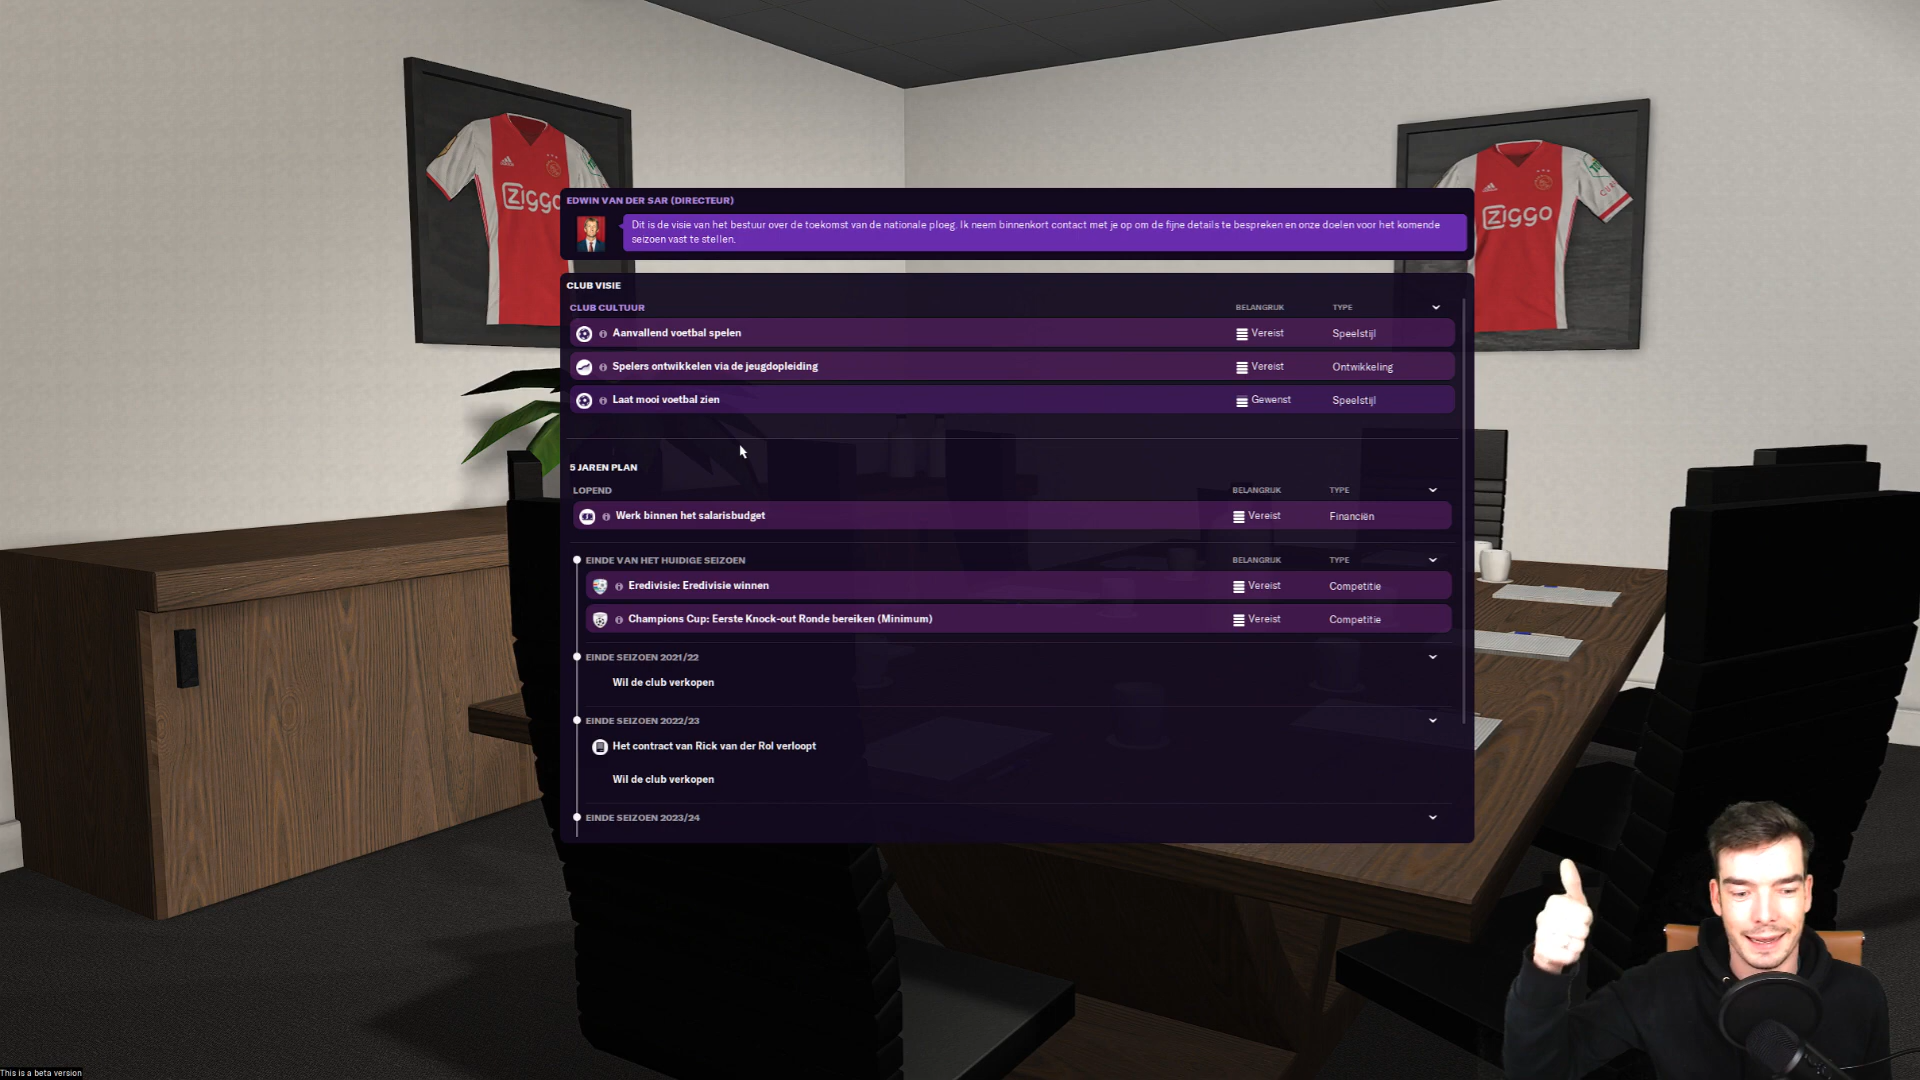 Ziggo
Ziggo
EDWIN VAN DER SAR (DIRECTEUR)
Dit is de visie van het bestuur over de toekomst van de nationale ploeg. Ik neem binnenkort contact met je op om de fijne details te bespreken en onze doelen voor het komende
seizoen vast te stellen.
CLUB VISIE
CLUB CULTUUR BELANGRIJK TYPE
Aanvallend voetbal spelen Vereist Speelstijl
Spelers ontwikkelen via de jeugdopleiding Vereist Ontwikkeling
Laat mooi voetbal zien Gewenst Speelstijl
5 JAREN PLAN
LOPEND BELANGRIJK TYPE
Werk binnen het salarisbudget Vereist Financiën
EINDE VAN HET HUIDIGE SEIZOEN BELANGRIJK TYPE
Eredivisie: Eredivisie winnen Vereist Competitie
Champions Cup: Eerste Knock-out Ronde bereiken (Minimum) Vereist Competitie
EINDE SEIZOEN 2021/22
Wil de club verkopen
EINDE SEIZOEN 2022/23
Het contract van Rick van der Rol verloopt
Wil de club verkopen
EINDE SEIZOEN 2023/24
This is a beta version